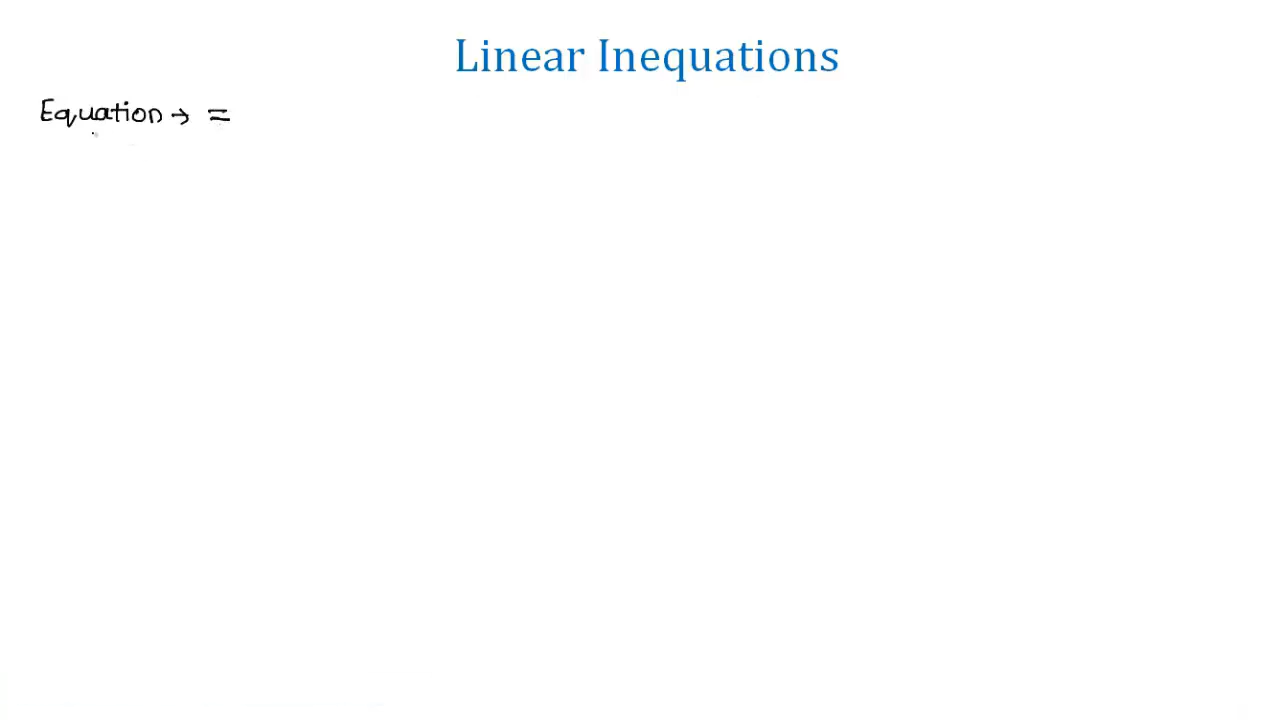 Linear Inequations
Equation → =